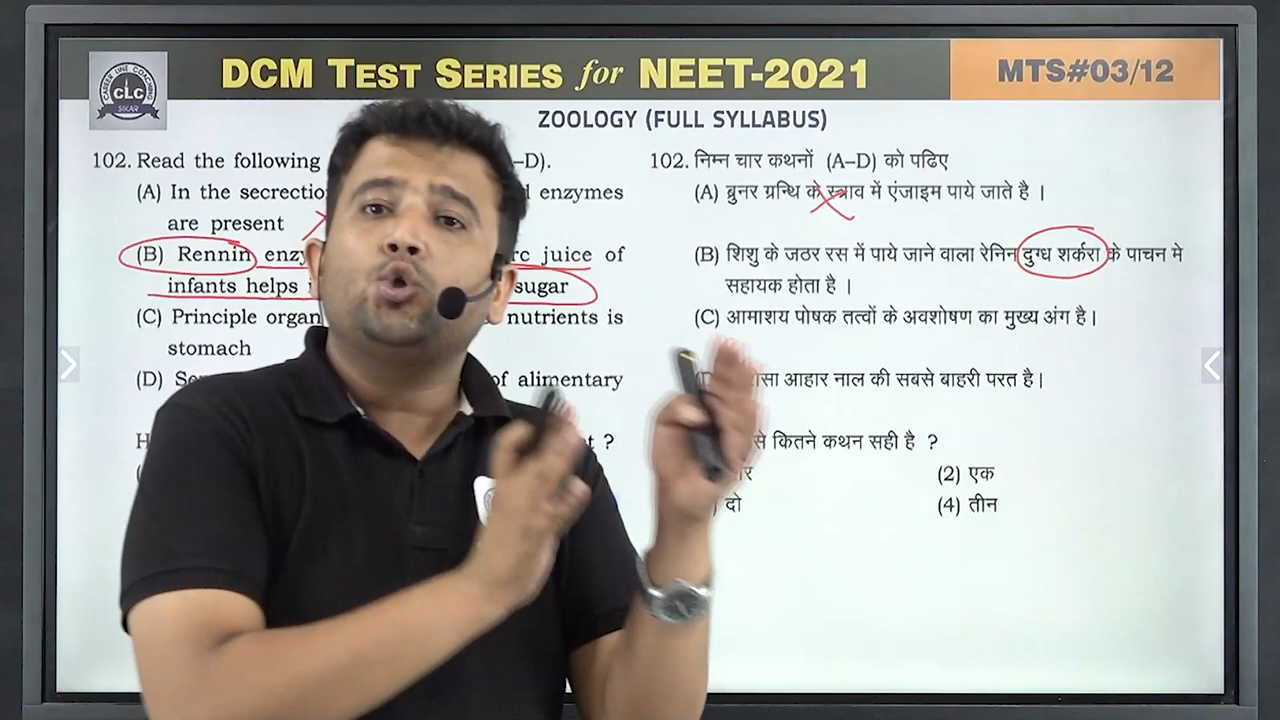 DCM TEST SERIES for NEET-2021
MTS#03/12
CAREER LINE COACHING
CLC
SIKAR
ZOOLOGY (FULL SYLLABUS)
102. Read the following –D).
(A) In the secretio enzymes
are present
(B) Rennin enzy juice of
infants helps sugar
(C) Principle organ nutrients is
stomach
(D) Se of alimentary
H ?
102. निम्न चार कथनों (A–D) को पढिए
(A) ब्रुनर ग्रन्थि के स्त्राव में एंजाइम पाये जाते है ।
(B) शिशु के जठर रस में पाये जाने वाला रेनिन दुग्ध शर्करा के पाचन मे
सहायक होता है ।
(C) आमाशय पोषक तत्वों के अवशोषण का मुख्य अंग है।
आहार नाल की सबसे बाहरी परत है।
से कितने कथन सही है ?
(2) एक
दो
(4) तीन